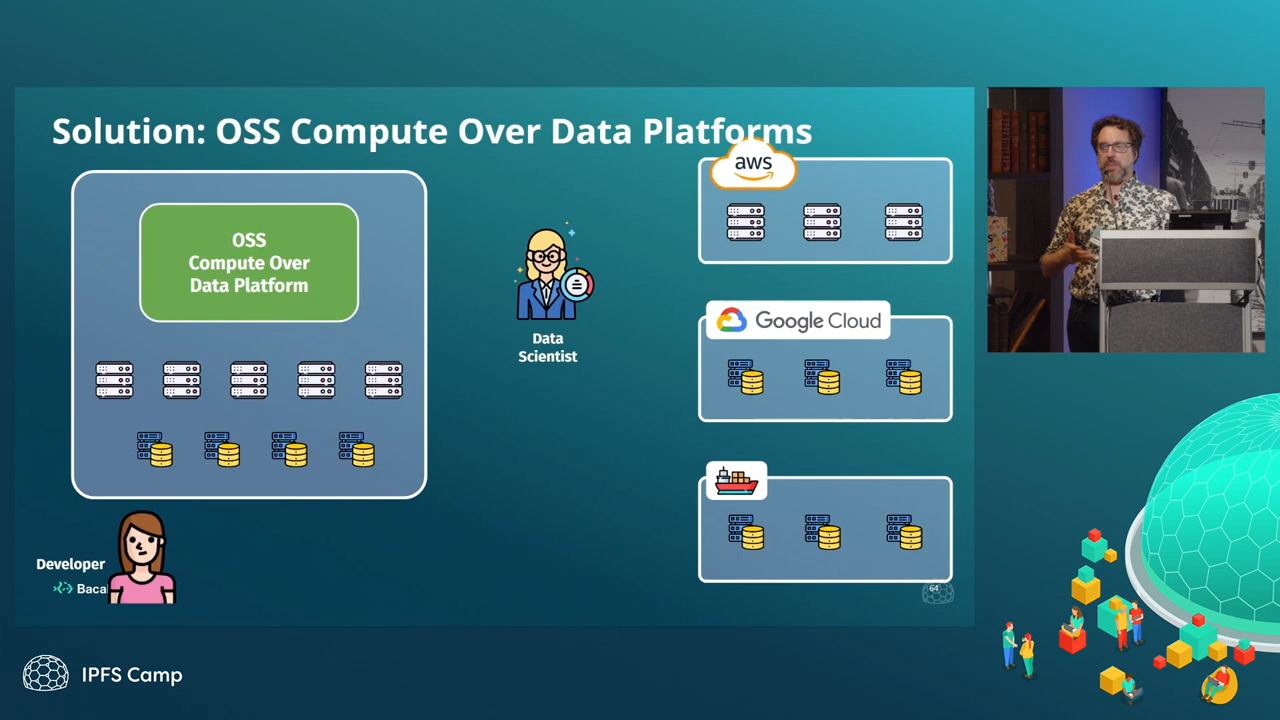 Solution: OSS Compute Over Data Platforms
OSS
Compute Over
Data Platform
Data
Scientist
aws
Google Cloud
Developer
64
IPFS Camp